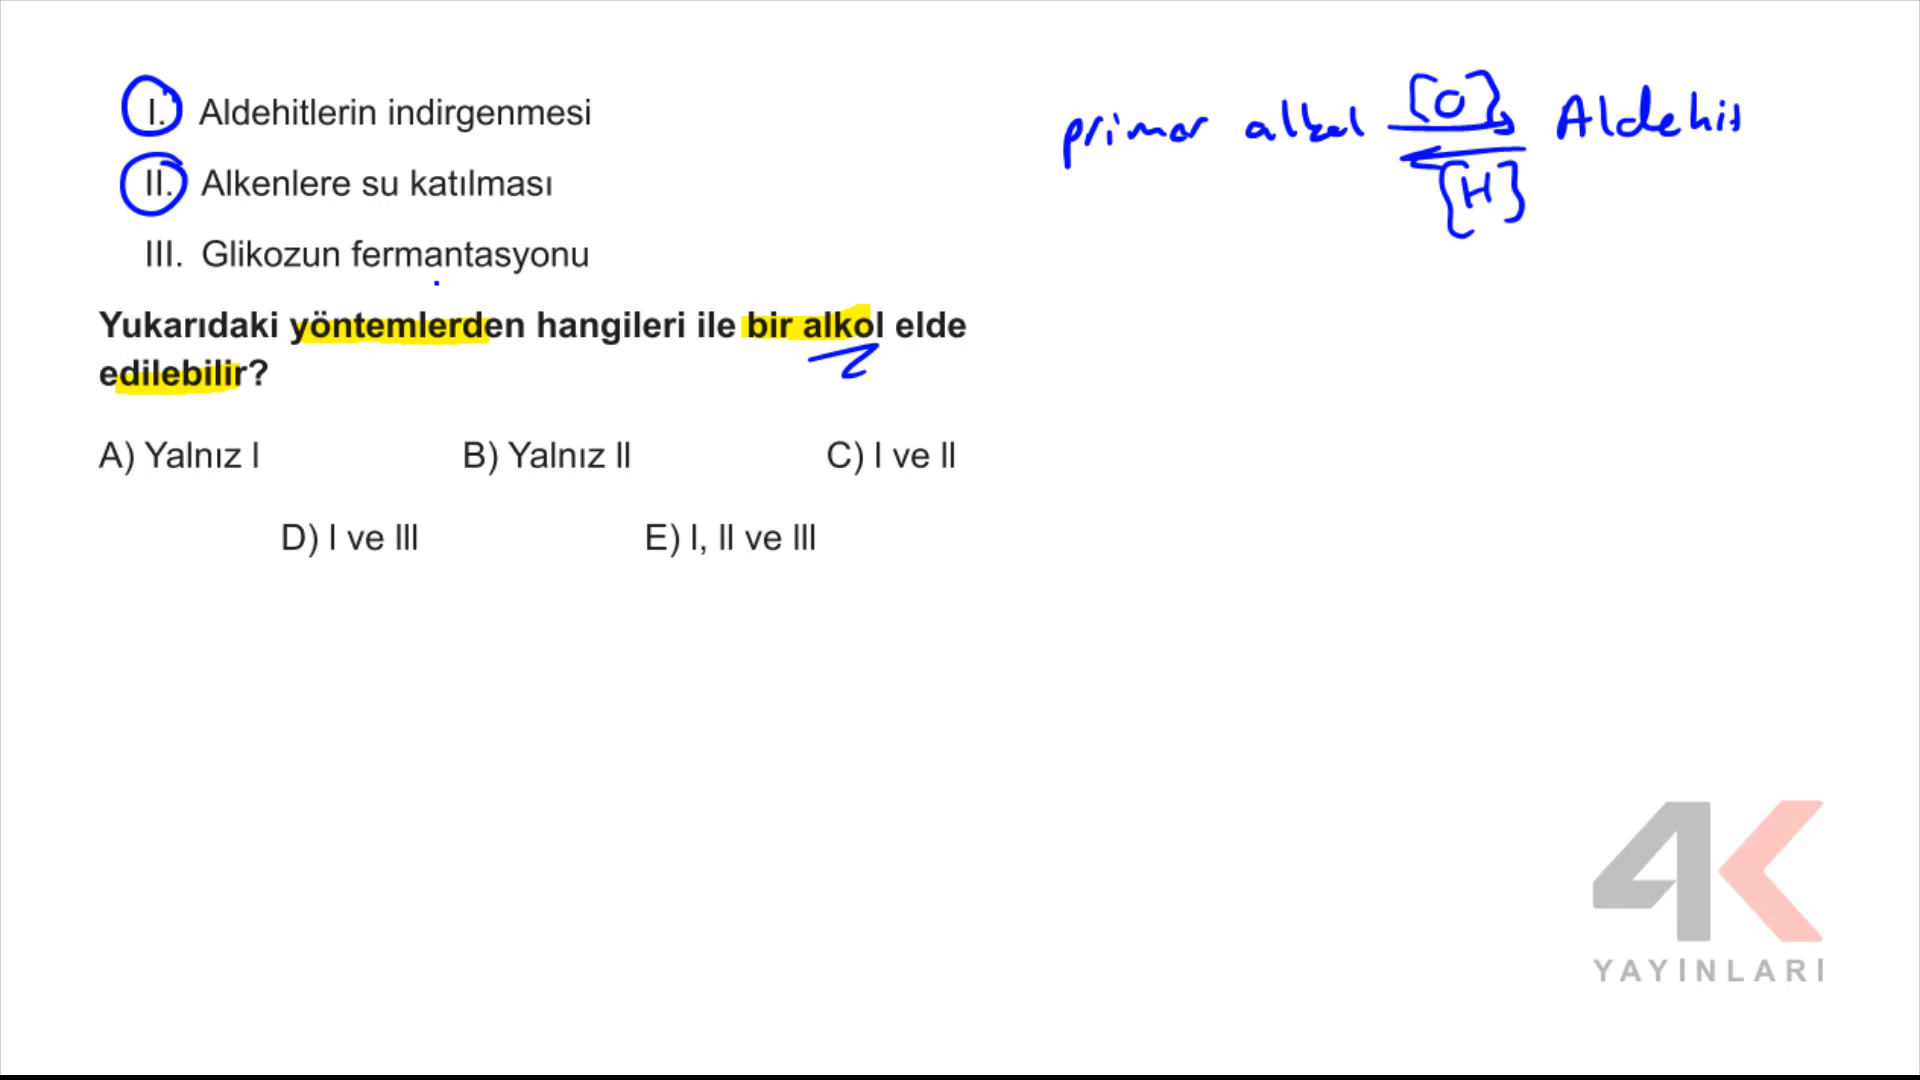 I. Aldehitlerin indirgenmesi
II. Alkenlere su katılması
III. Glikozun fermantasyonu
Yukarıdaki yöntemlerden hangileri ile bir alkol elde
edilebilir?
A) Yalnız I B) Yalnız II C) I ve II
D) I ve III E) I, II ve III
primer alkol [O] Aldehit
[H]
4K
YAYINLARI